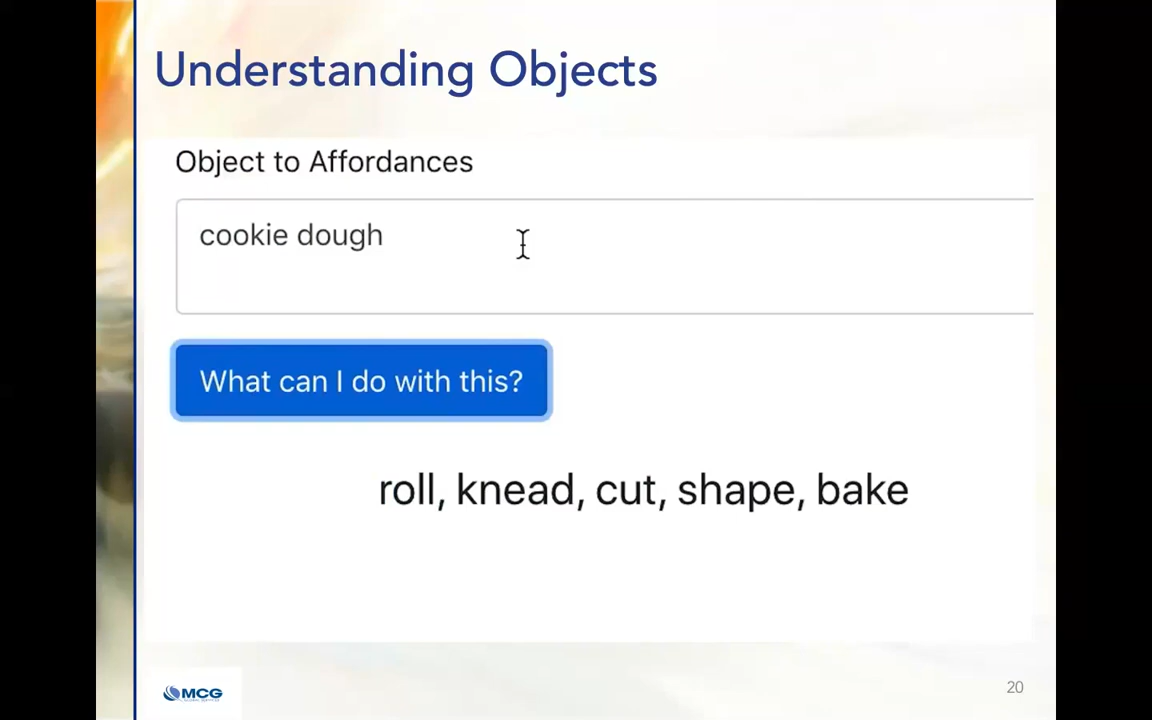 Understanding Objects
Object to Affordances
cookie dough
What can I do with this?
roll, knead, cut, shape, bake
MCG
20